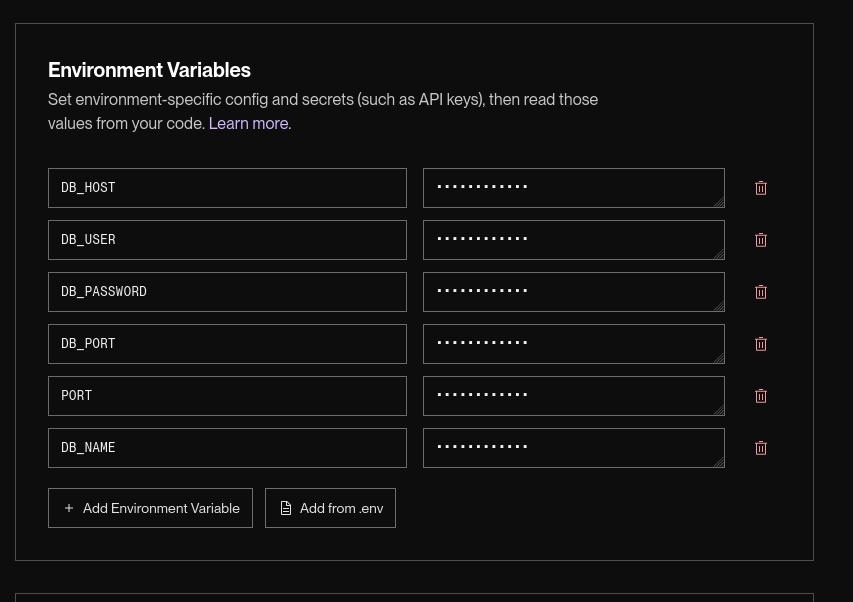 Environment Variables
Set environment-specific config and secrets (such as API keys), then read those
values from your code. Learn more.
DB_HOST ············
DB_USER ············
DB_PASSWORD ············
DB_PORT ············
PORT ············
DB_NAME ············
+ Add Environment Variable Add from .env